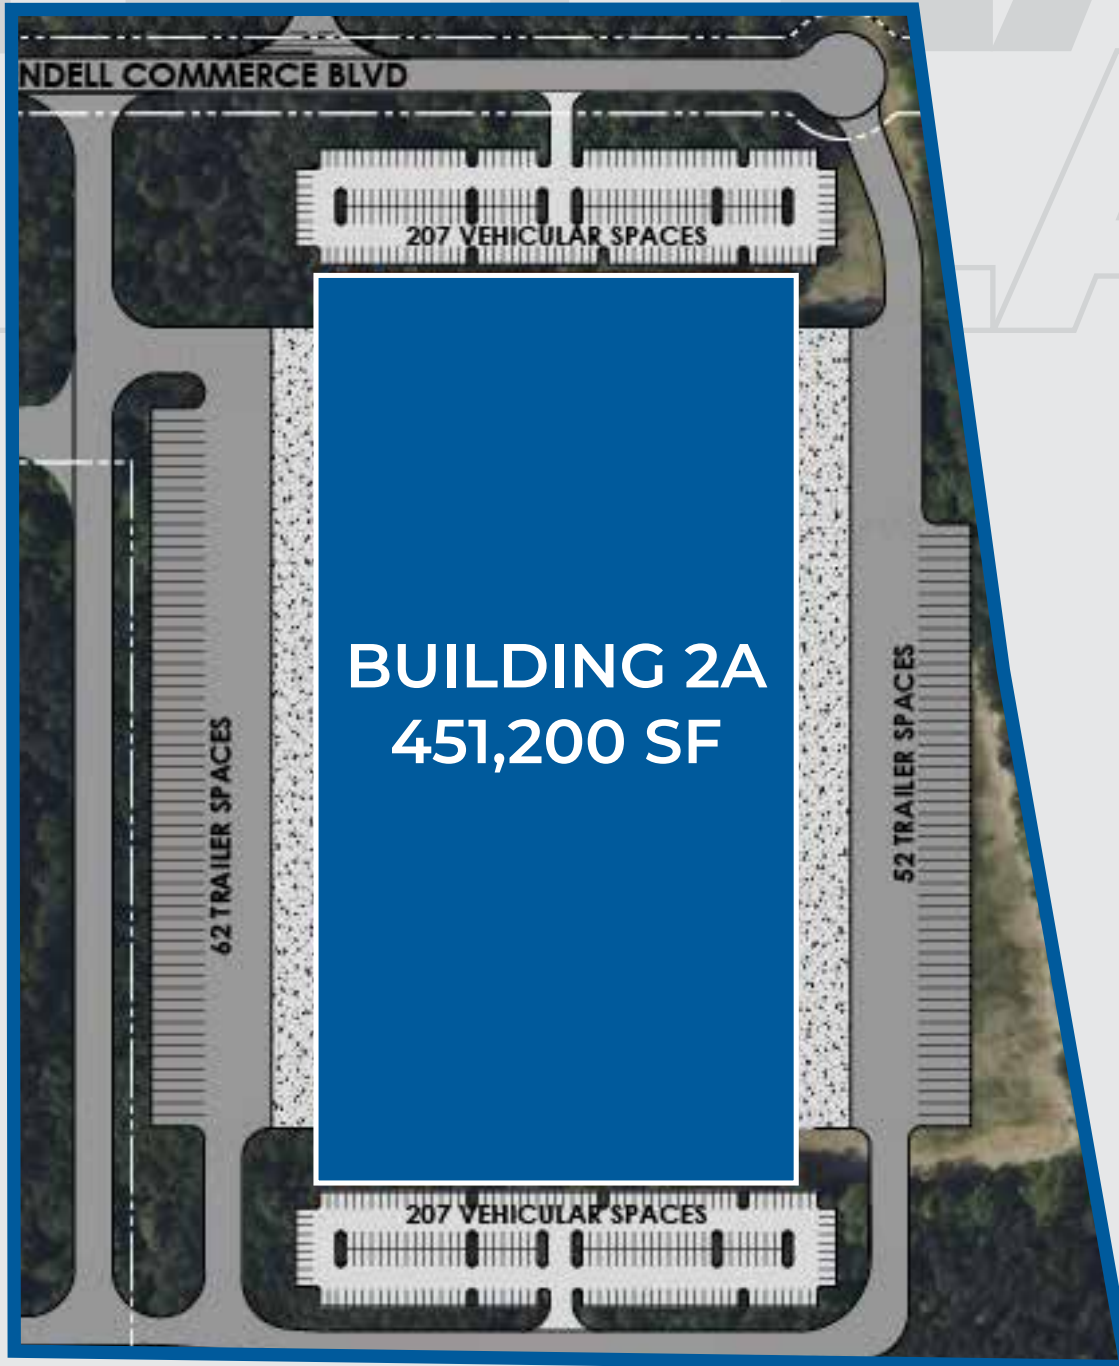 NDELL COMMERCE BLVD
207 VEHICULAR SPACES
BUILDING 2A
451,200 SF
62 TRAILER SPACES
52 TRAILER SPACES
207 VEHICULAR SPACES